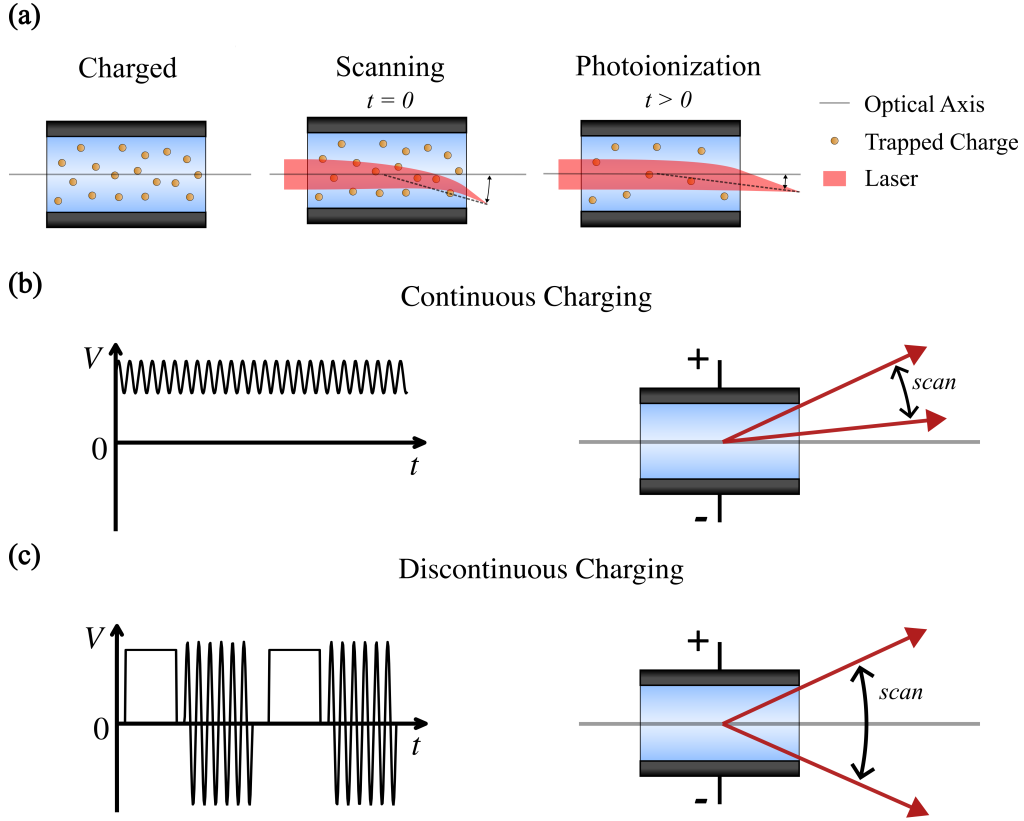 (a)
Charged
Scanning
t = 0
Photoionization
t > 0
Optical Axis
Trapped Charge
Laser
(b)
Continuous Charging
V
0
t
+
scan
-
(c)
Discontinuous Charging
V
0
t
+
scan
-